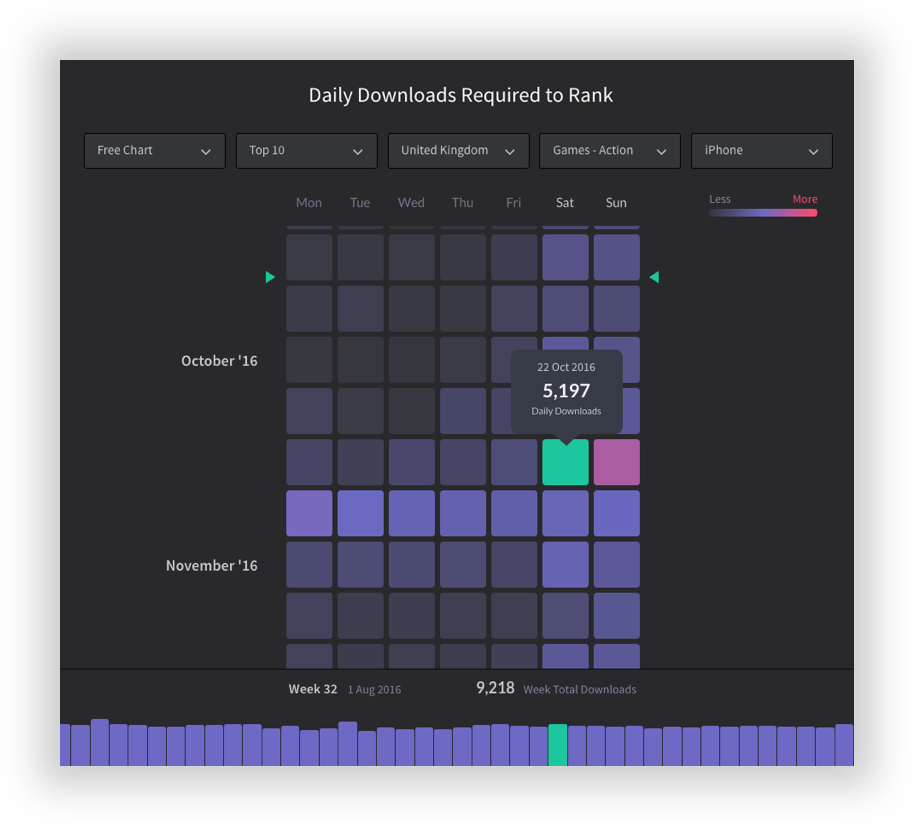 Daily Downloads Required to Rank
Free Chart Top 10 United Kingdom Games - Action iPhone
Mon Tue Wed Thu Fri Sat Sun
Less More
October '16
22 Oct 2016
5,197
Daily Downloads
November '16
Week 32 1 Aug 2016 9,218 Week Total Downloads